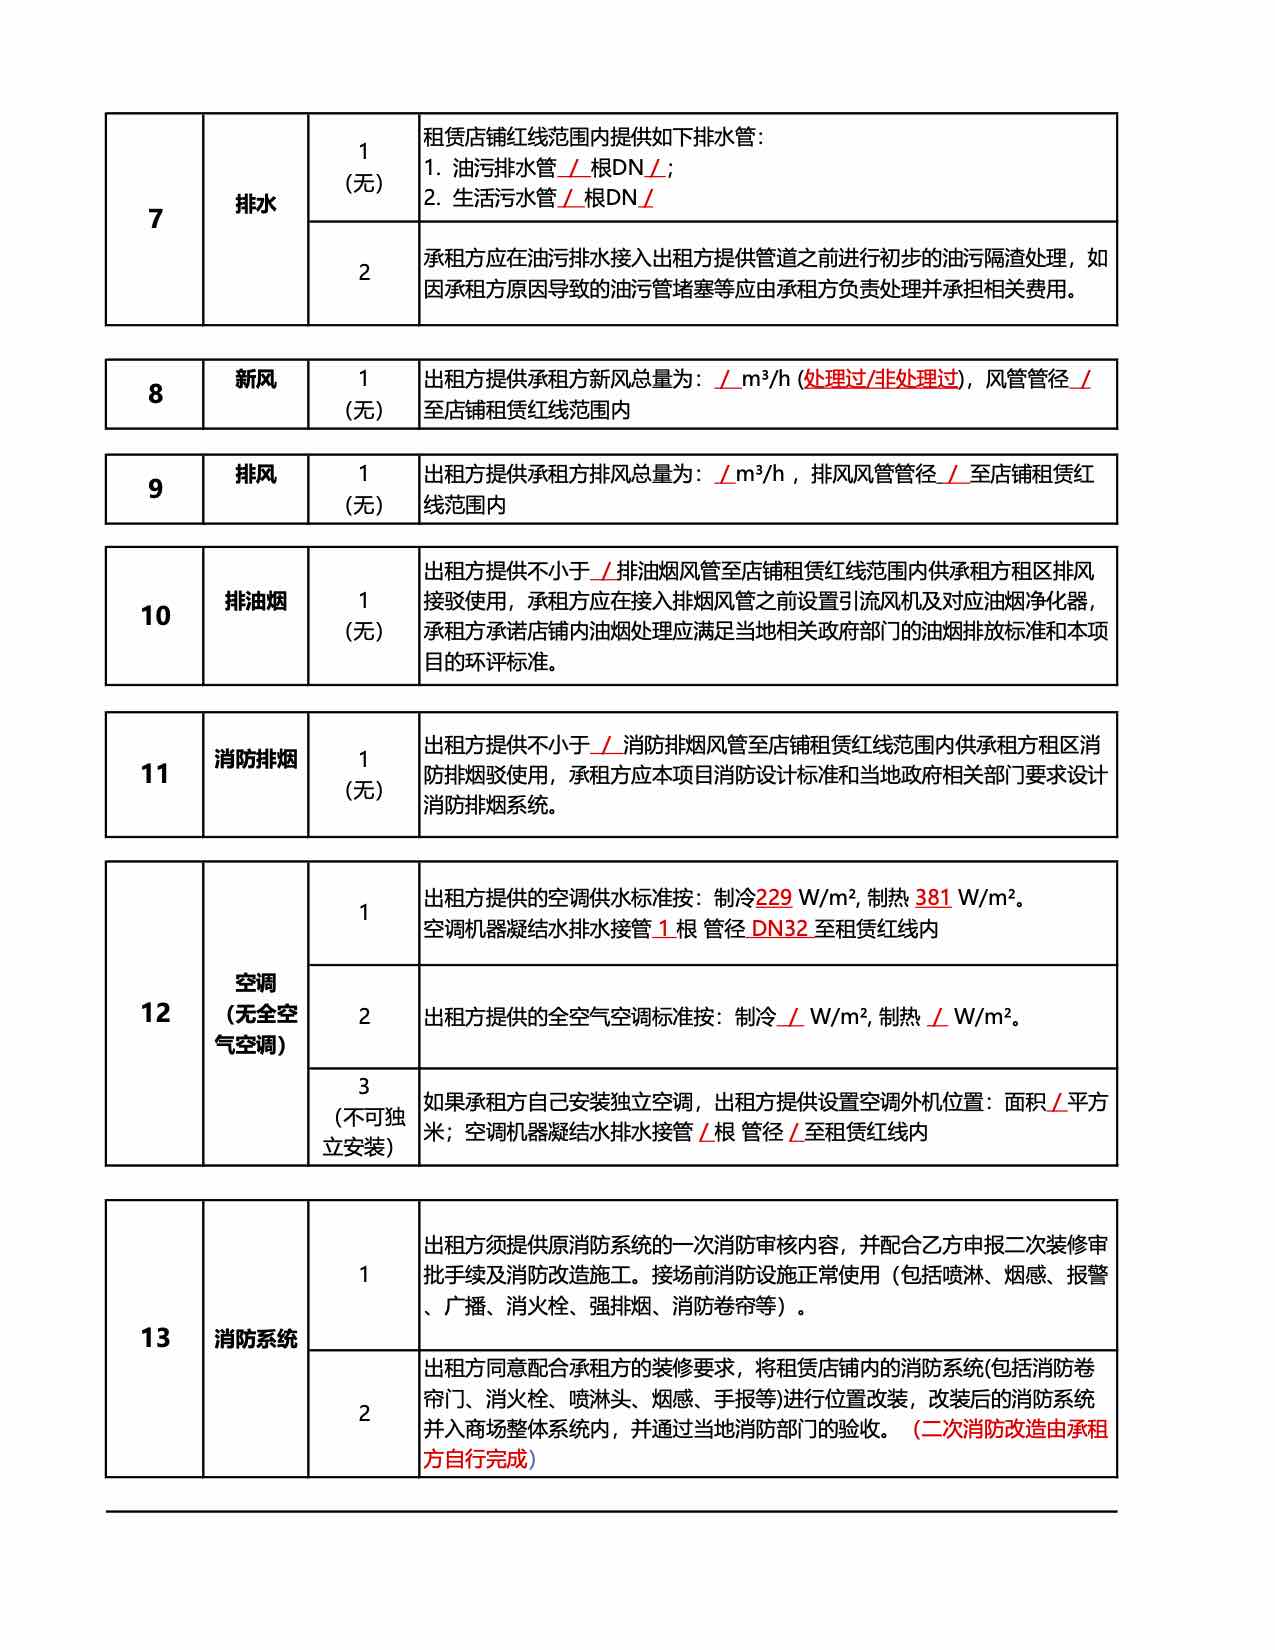 7
排水
1
（无）
租赁店铺红线范围内提供如下排水管：
1. 油污排水管 / 根DN / ；
2. 生活污水管 / 根DN /
2
承租方应在油污排水接入出租方提供管道之前进行初步的油污隔渣处理，如
因承租方原因导致的油污管堵塞等应由承租方负责处理并承担相关费用。
8
新风
1
（无）
出租方提供承租方新风总量为： / m³/h (处理过/非处理过)，风管管径 /
至店铺租赁红线范围内
9
排风
1
（无）
出租方提供承租方排风总量为： / m³/h ，排风风管管径 / 至店铺租赁红
线范围内
10
排油烟
1
（无）
出租方提供不小于 / 排油烟风管至店铺租赁红线范围内供承租方租区排风
接驳使用，承租方应在接入排烟风管之前设置引流风机及对应油烟净化器，
承租方承诺店铺内油烟处理应满足当地相关政府部门的油烟排放标准和本项
目的环评标准。
11
消防排烟
1
（无）
出租方提供不小于 / 消防排烟风管至店铺租赁红线范围内供承租方租区消
防排烟驳使用，承租方应本项目消防设计标准和当地政府相关部门要求设计
消防排烟系统。
12
空调
（无全空
气空调）
1
出租方提供的空调供水标准按：制冷229 W/m², 制热 381 W/m²。
空调机器凝结水排水接管 1 根 管径 DN32 至租赁红线内
2
出租方提供的全空气空调标准按：制冷 / W/m², 制热 / W/m²。
3
（不可独
立安装）
如果承租方自己安装独立空调，出租方提供设置空调外机位置：面积 / 平方
米；空调机器凝结水排水接管 / 根 管径 / 至租赁红线内
13
消防系统
1
出租方须提供原消防系统的一次消防审核内容，并配合乙方申报二次装修审
批手续及消防改造施工。接场前消防设施正常使用（包括喷淋、烟感、报警
、广播、消火栓、强排烟、消防卷帘等）。
2
出租方同意配合承租方的装修要求，将租赁店铺内的消防系统(包括消防卷
帘门、消火栓、喷淋头、烟感、手报等)进行位置改装，改装后的消防系统
并入商场整体系统内，并通过当地消防部门的验收。（二次消防改造由承租
方自行完成）